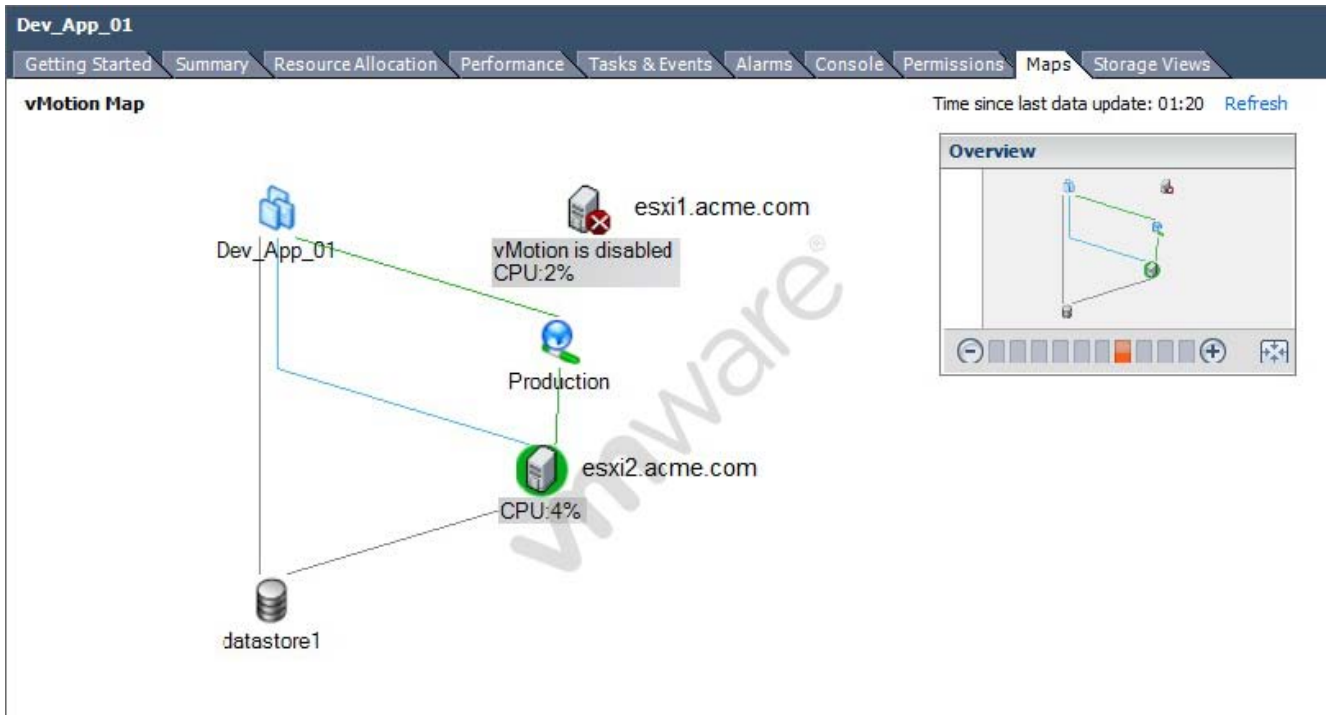 Dev_App_01
Getting Started Summary Resource Allocation Performance Tasks & Events Alarms Console Permissions Maps Storage Views
vMotion Map
Time since last data update: 01:20 Refresh
Overview
esxi1.acme.com
Dev_App_01
vMotion is disabled
CPU:2%
Production
esxi2.acme.com
CPU:4%
datastore1
vmware®